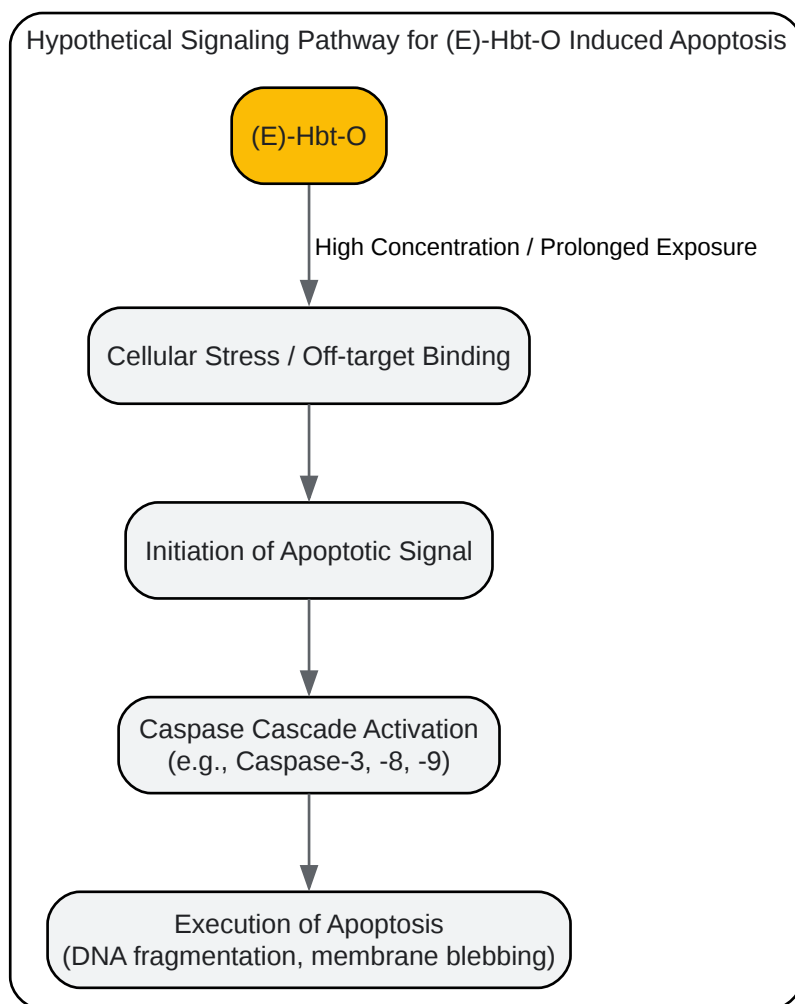 Hypothetical Signaling Pathway for (E)-Hbt-O Induced Apoptosis
(E)-Hbt-O
High Concentration / Prolonged Exposure
Cellular Stress / Off-target Binding
Initiation of Apoptotic Signal
Caspase Cascade Activation
(e.g., Caspase-3, -8, -9)
Execution of Apoptosis
(DNA fragmentation, membrane blebbing)